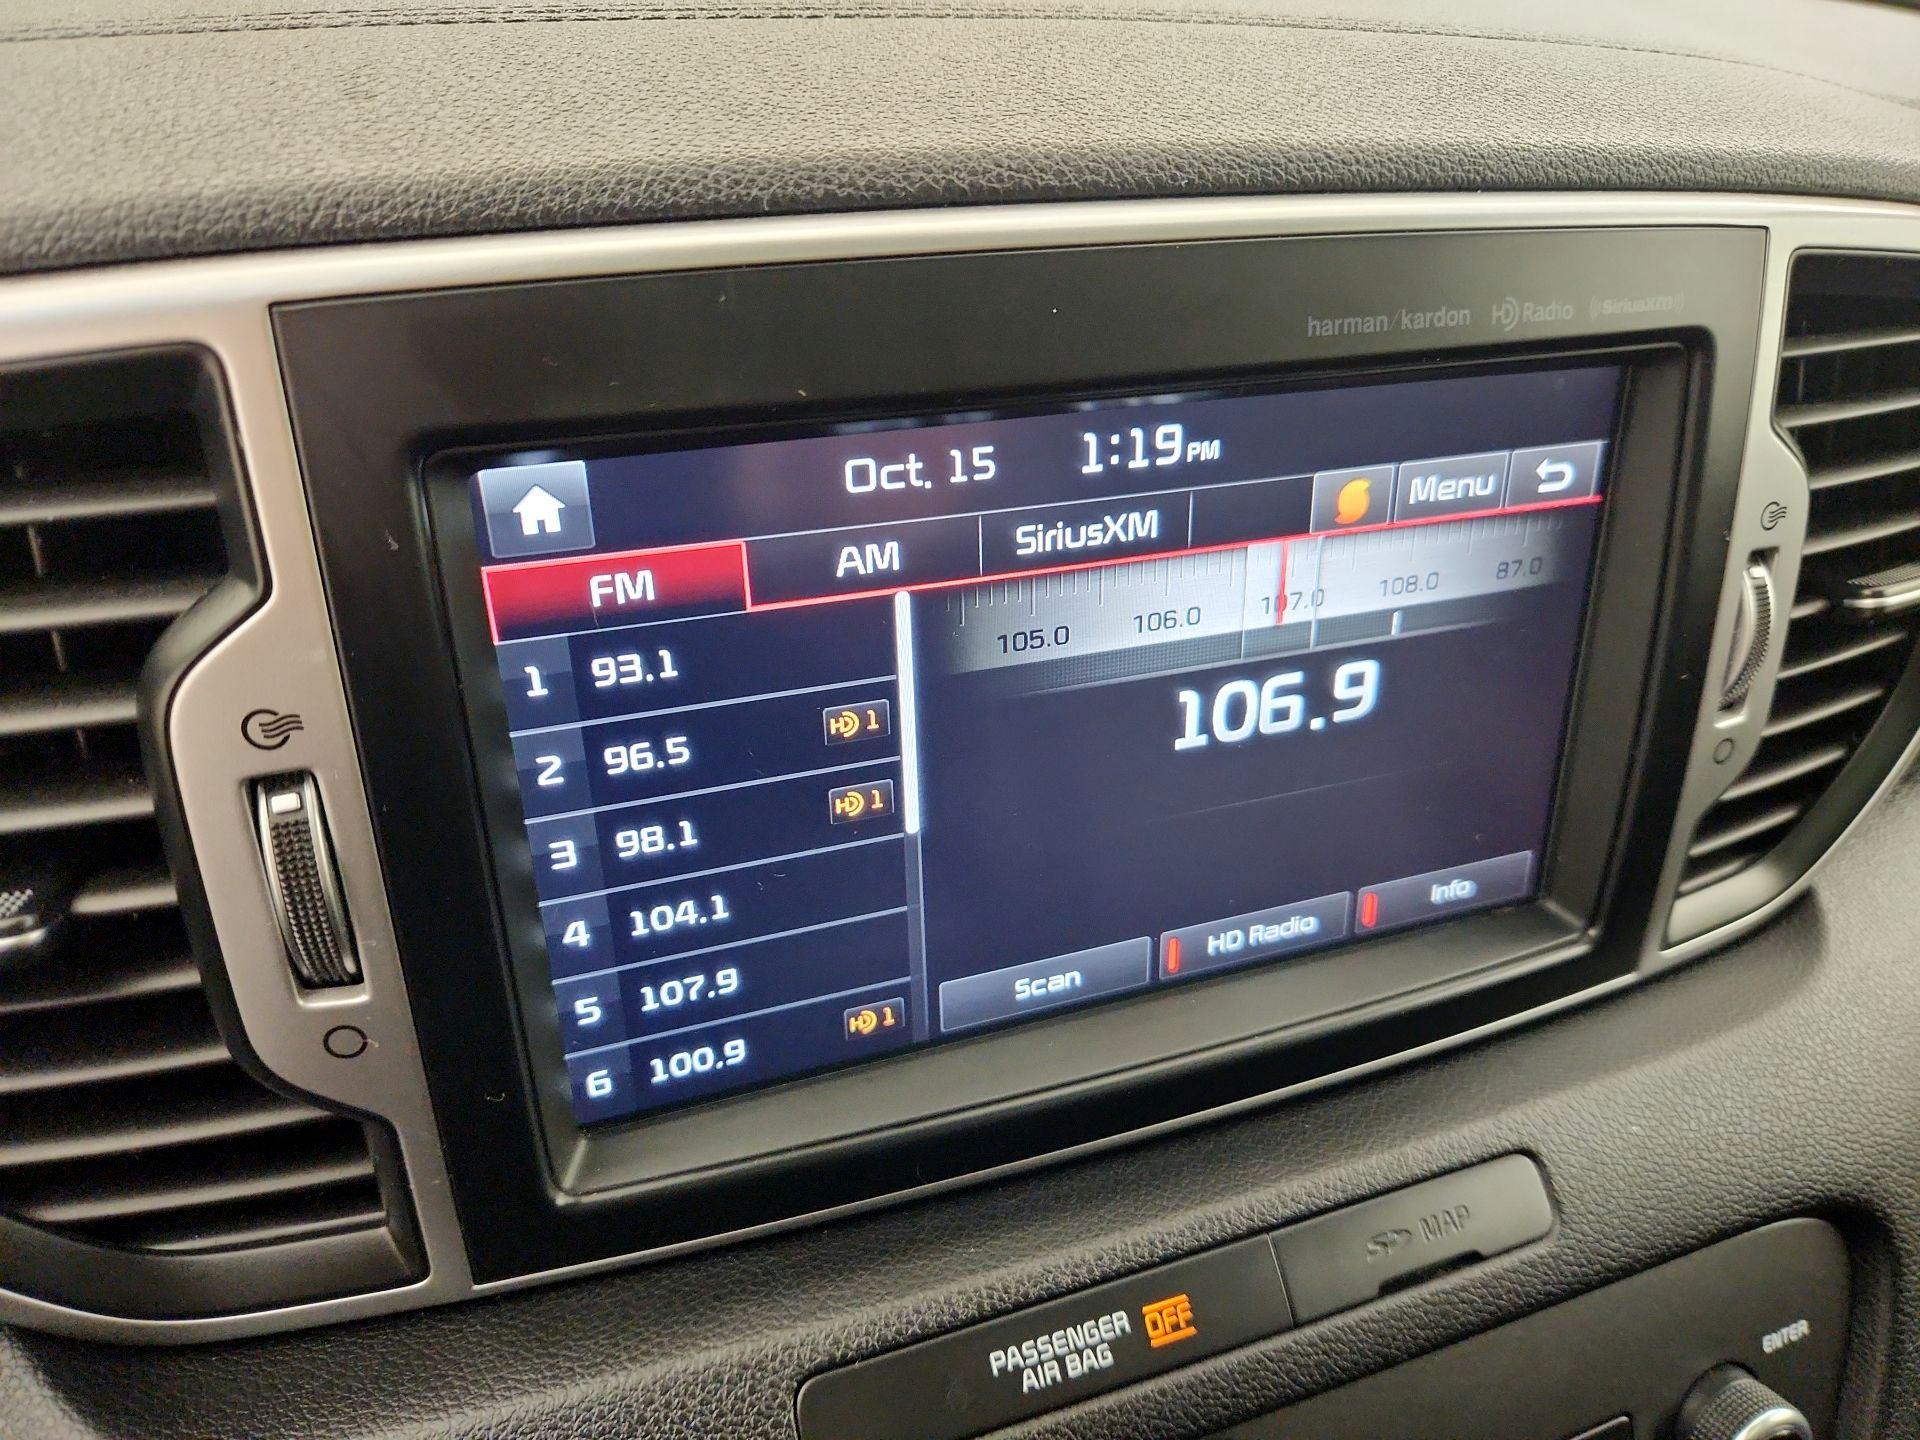 harman/kardon HD Radio ((SiriusXM))
Oct. 15 1:19 PM
Menu
FM AM SiriusXM
105.0 106.0 107.0 108.0 87.0
106.9
1 93.1
2 96.5 HD 1
3 98.1 HD 1
4 104.1
5 107.9
6 100.9 HD 1
Scan HD Radio Info
SD MAP
PASSENGER
AIR BAG
OFF
ENTER